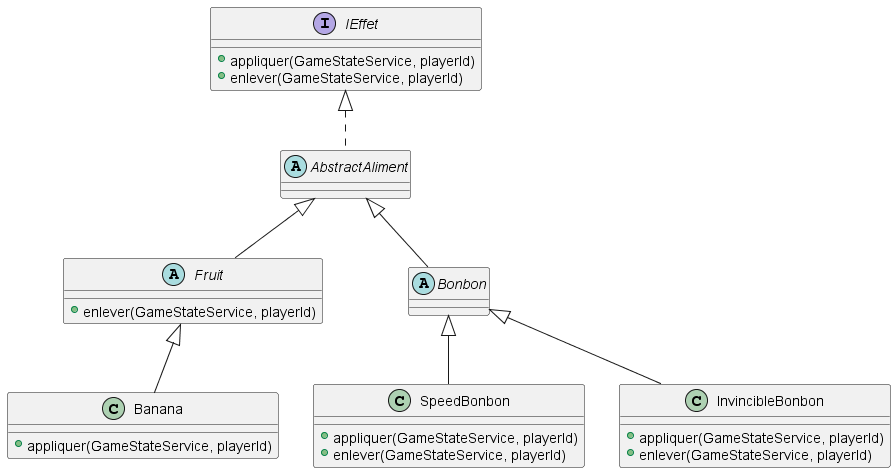 I IEffet
appliquer(GameStateService, playerId)
enlever(GameStateService, playerId)
A AbstractAliment
A Fruit
enlever(GameStateService, playerId)
A Bonbon
C Banana
appliquer(GameStateService, playerId)
C SpeedBonbon
appliquer(GameStateService, playerId)
enlever(GameStateService, playerId)
C InvincibleBonbon
appliquer(GameStateService, playerId)
enlever(GameStateService, playerId)